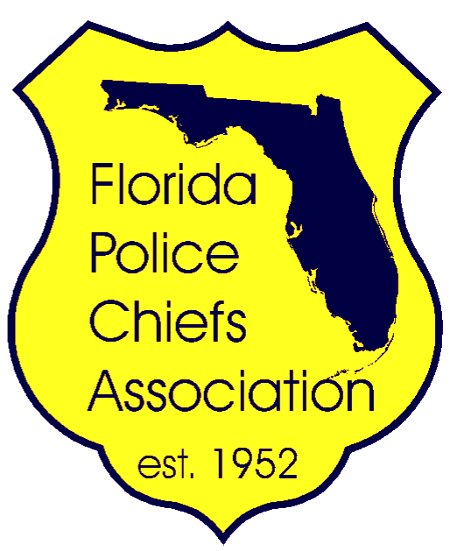 Florida
Police
Chiefs
Association
est. 1952